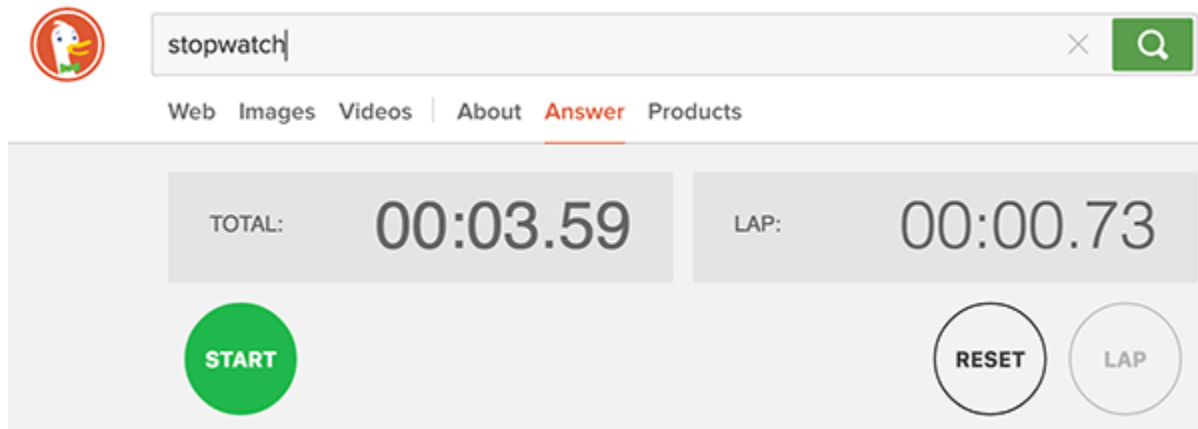 stopwatch
Web Images Videos About Answer Products
TOTAL: 00:03.59 LAP: 00:00.73
START RESET LAP